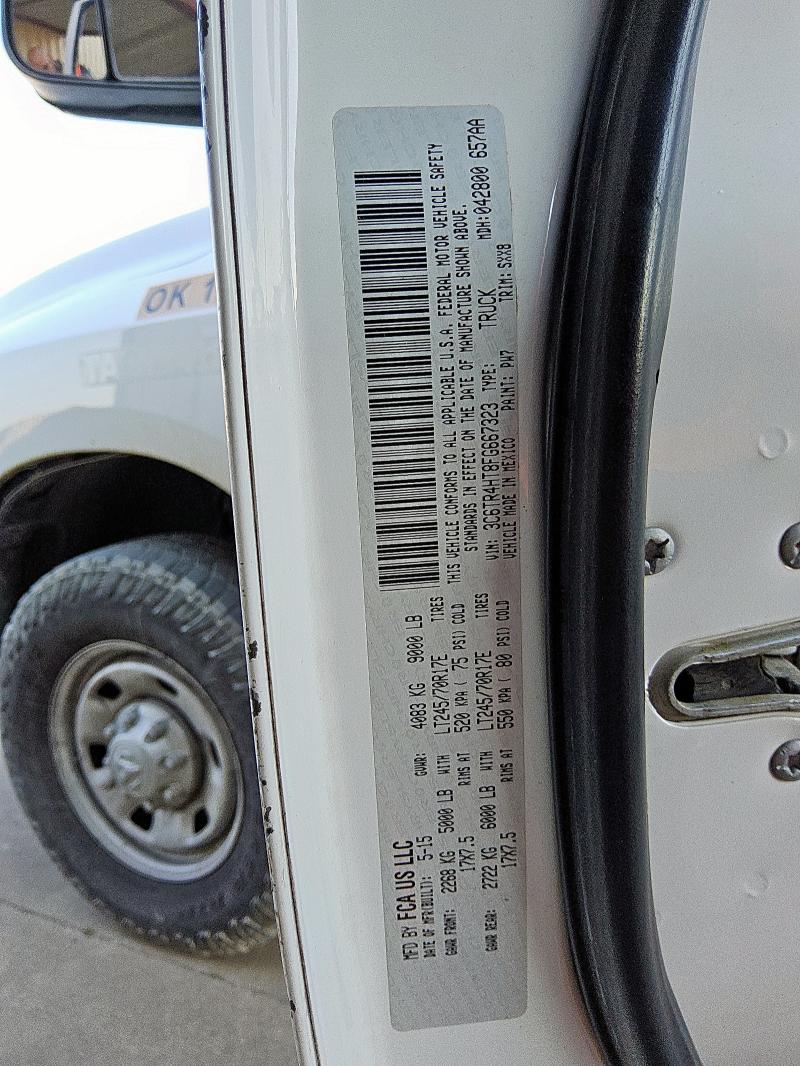 MFD BY FCA US LLC
DATE OF MFR(BUILT): 5-15 GVWR: 4083 KG 9000 LB
GAWR FRONT: 2268 KG 5000 LB WITH LT245/70R17E TIRES
17X7.5 RIMS AT 520 KPA ( 75 PSI) COLD
GAWR REAR: 2722 KG 6000 LB WITH LT245/70R17E TIRES
17X7.5 RIMS AT 550 KPA ( 80 PSI) COLD
THIS VEHICLE CONFORMS TO ALL APPLICABLE U.S.A. FEDERAL MOTOR VEHICLE SAFETY
STANDARDS IN EFFECT ON THE DATE OF MANUFACTURE SHOWN ABOVE.
VIN: 3C6TR4HT8FG667323 TYPE: TRUCK MDH:042800 657AA
VEHICLE MADE IN MEXICO PAINT: PW7 TRIM: SXX8
OK 1